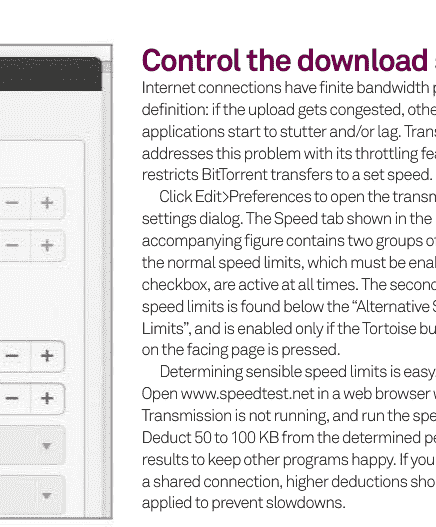 Control the download
Internet connections have finite bandwidth
definition: if the upload gets congested, othe
applications start to stutter and/or lag. Trans
addresses this problem with its throttling fea
restricts BitTorrent transfers to a set speed.
Click Edit>Preferences to open the transm
settings dialog. The Speed tab shown in the
accompanying figure contains two groups of
the normal speed limits, which must be enab
checkbox, are active at all times. The second
speed limits is found below the “Alternative S
Limits”, and is enabled only if the Tortoise bu
on the facing page is pressed.
Determining sensible speed limits is easy.
Open www.speedtest.net in a web browser w
Transmission is not running, and run the spe
Deduct 50 to 100 KB from the determined pe
results to keep other programs happy. If you
a shared connection, higher deductions sho
applied to prevent slowdowns.